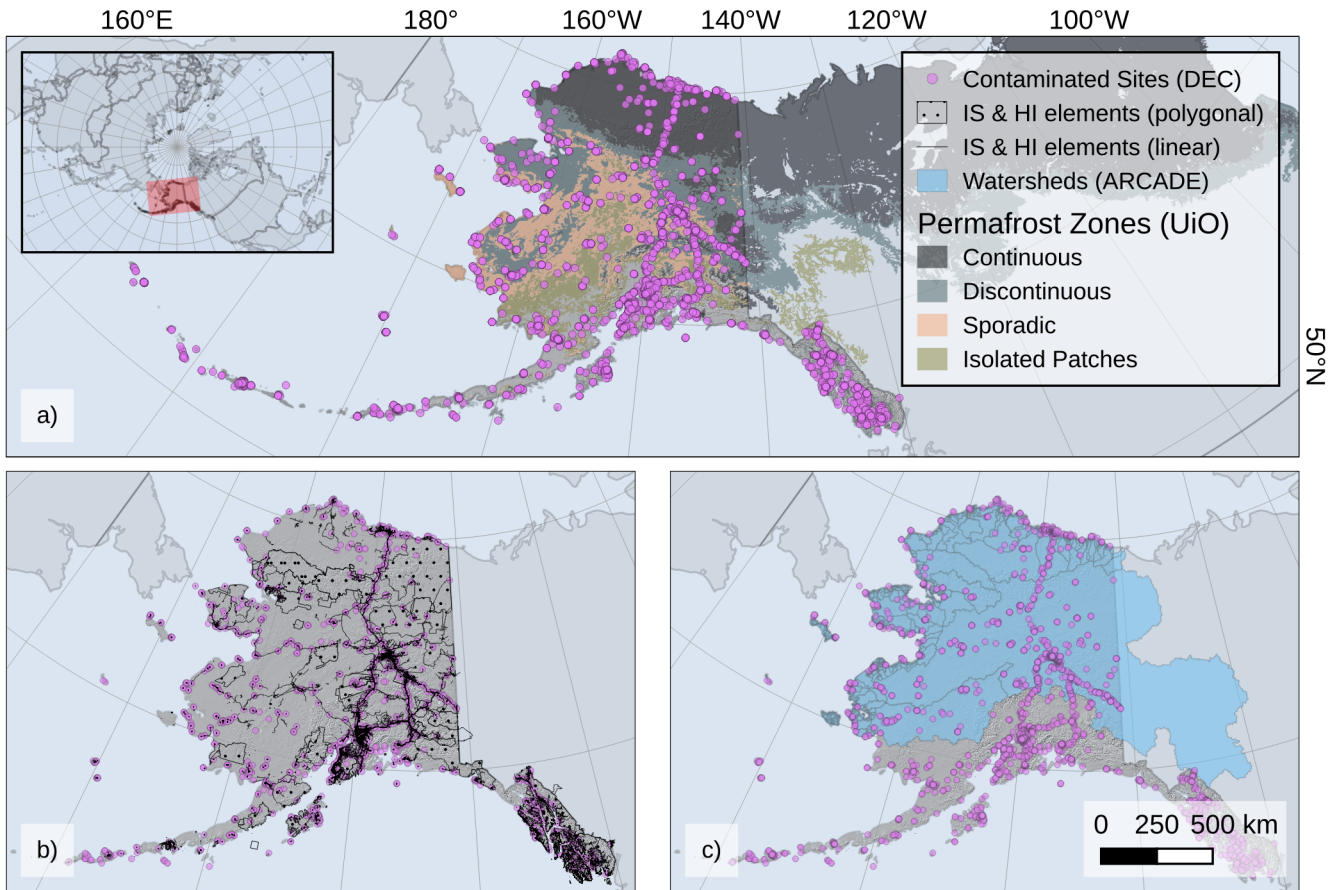 160°E 180° 160°W 140°W 120°W 100°W
Contaminated Sites (DEC)
IS & HI elements (polygonal)
IS & HI elements (linear)
Watersheds (ARCADE)
Permafrost Zones (UiO)
Continuous
Discontinuous
Sporadic
Isolated Patches
50°N
a)
b)
c)
0 250 500 km